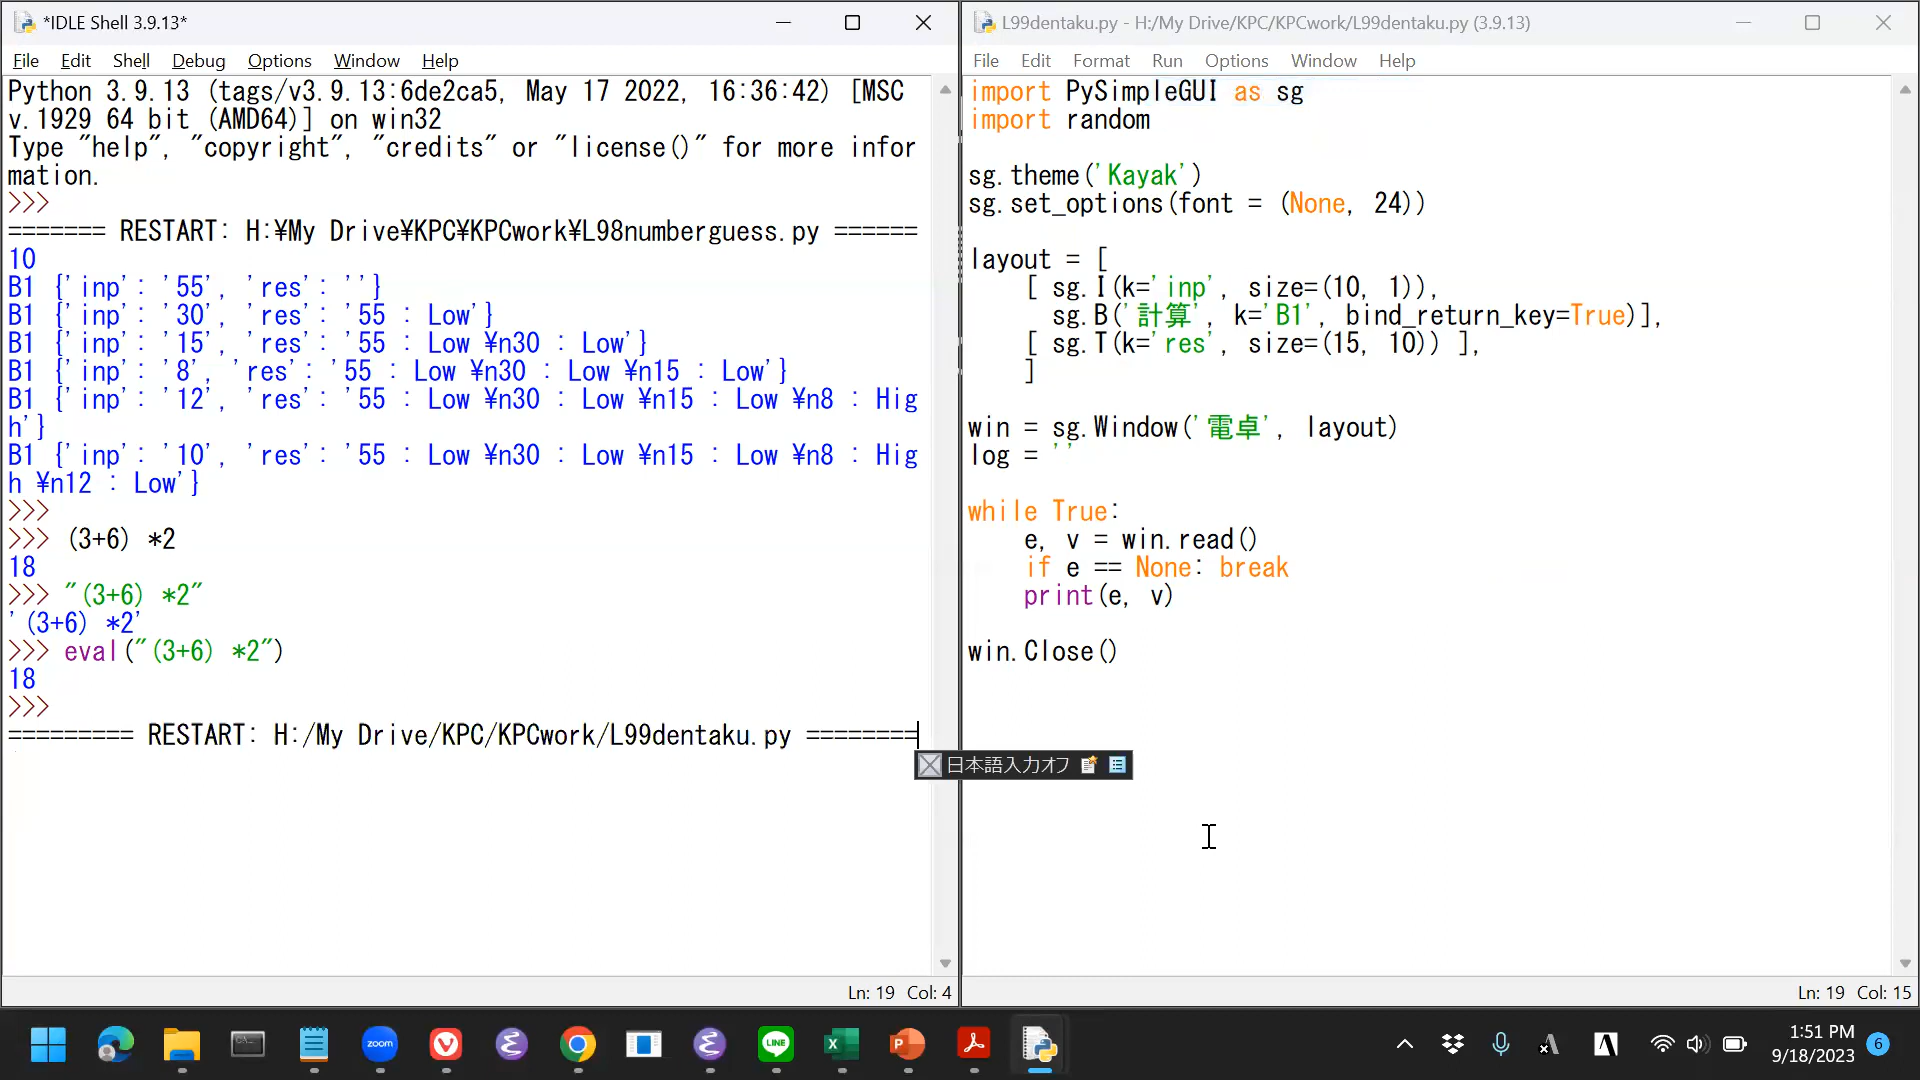 *IDLE Shell 3.9.13*
File Edit Shell Debug Options Window Help
Python 3.9.13 (tags/v3.9.13:6de2ca5, May 17 2022, 16:36:42) [MSC
v.1929 64 bit (AMD64)] on win32
Type "help", "copyright", "credits" or "license()" for more infor
mation.
>>>
======= RESTART: H:¥My Drive¥KPC¥KPCwork¥L98numberguess.py ======
10
B1 {'inp': '55', 'res': ''}
B1 {'inp': '30', 'res': '55 : Low'}
B1 {'inp': '15', 'res': '55 : Low ¥n30 : Low'}
B1 {'inp': '8', 'res': '55 : Low ¥n30 : Low ¥n15 : Low'}
B1 {'inp': '12', 'res': '55 : Low ¥n30 : Low ¥n15 : Low ¥n8 : Hig
h'}
B1 {'inp': '10', 'res': '55 : Low ¥n30 : Low ¥n15 : Low ¥n8 : Hig
h ¥n12 : Low'}
>>>
>>> (3+6) *2
18
>>> "(3+6) *2"
'(3+6) *2'
>>> eval("(3+6) *2")
18
>>>
========= RESTART: H:/My Drive/KPC/KPCwork/L99dentaku.py ========
Ln: 19 Col: 4
L99dentaku.py - H:/My Drive/KPC/KPCwork/L99dentaku.py (3.9.13)
File Edit Format Run Options Window Help
import PySimpleGUI as sg
import random
sg.theme('Kayak')
sg.set_options(font = (None, 24))
layout = [
[ sg.I(k='inp', size=(10, 1)),
sg.B('計算', k='B1', bind_return_key=True)],
[ sg.T(k='res', size=(15, 10)) ],
]
win = sg.Window('電卓', layout)
log = ''
while True:
e, v = win.read()
if e == None: break
print(e, v)
win.Close()
日本語入力オフ
Ln: 19 Col: 15
zoom
LINE
A
1:51 PM
9/18/2023
6